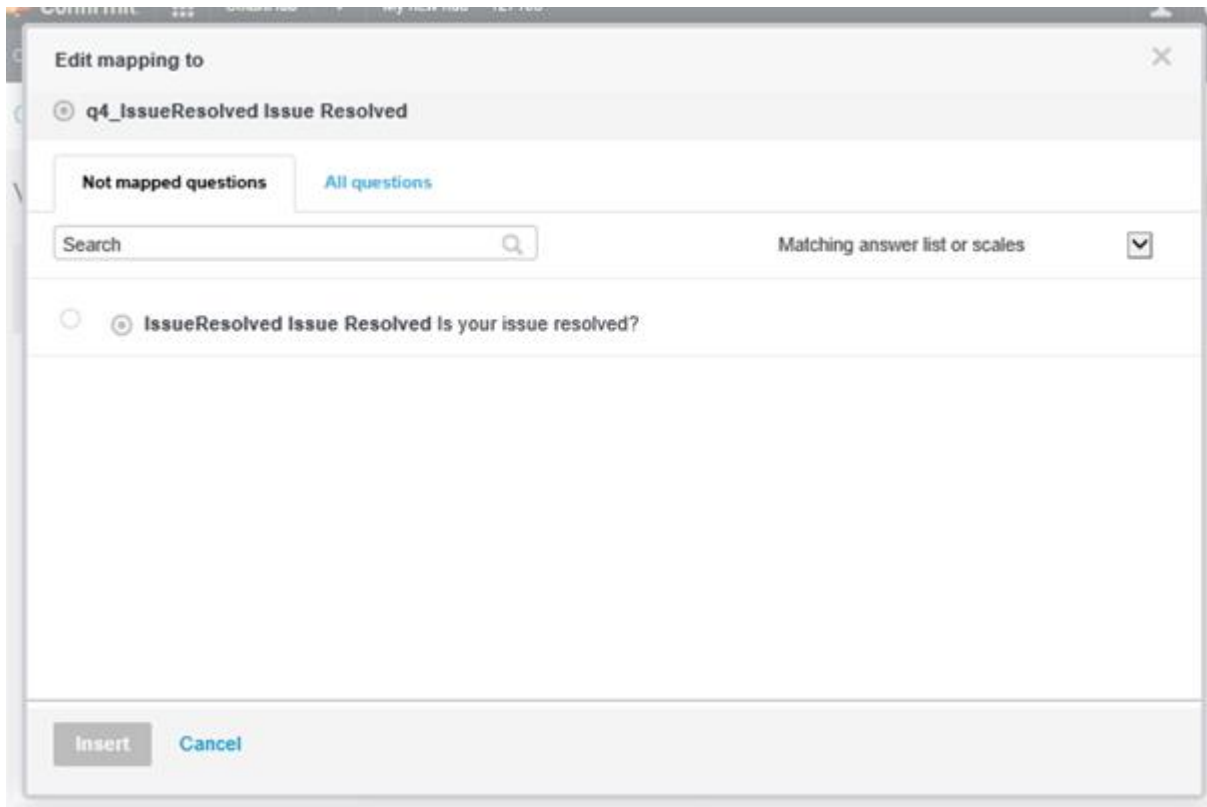 Confirmit
Edit mapping to
q4_IssueResolved Issue Resolved
Not mapped questions
All questions
Search
Matching answer list or scales
IssueResolved Issue Resolved Is your issue resolved?
Insert
Cancel